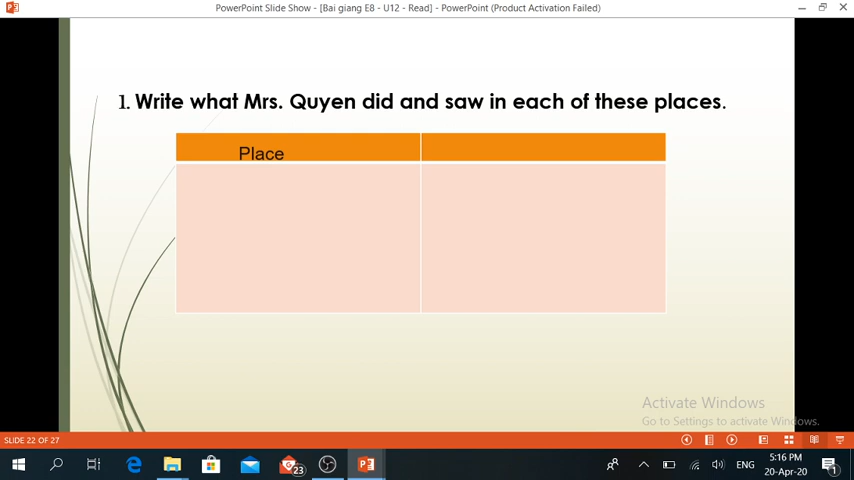 PowerPoint Slide Show - [Bai giang E8 - U12 - Read] - PowerPoint (Product Activation Failed)
1. Write what Mrs. Quyen did and saw in each of these places.
Place
Activate Windows
Go to Settings to activate Windows.
SLIDE 22 OF 27
23
ENG
5:16 PM
20-Apr-20
1